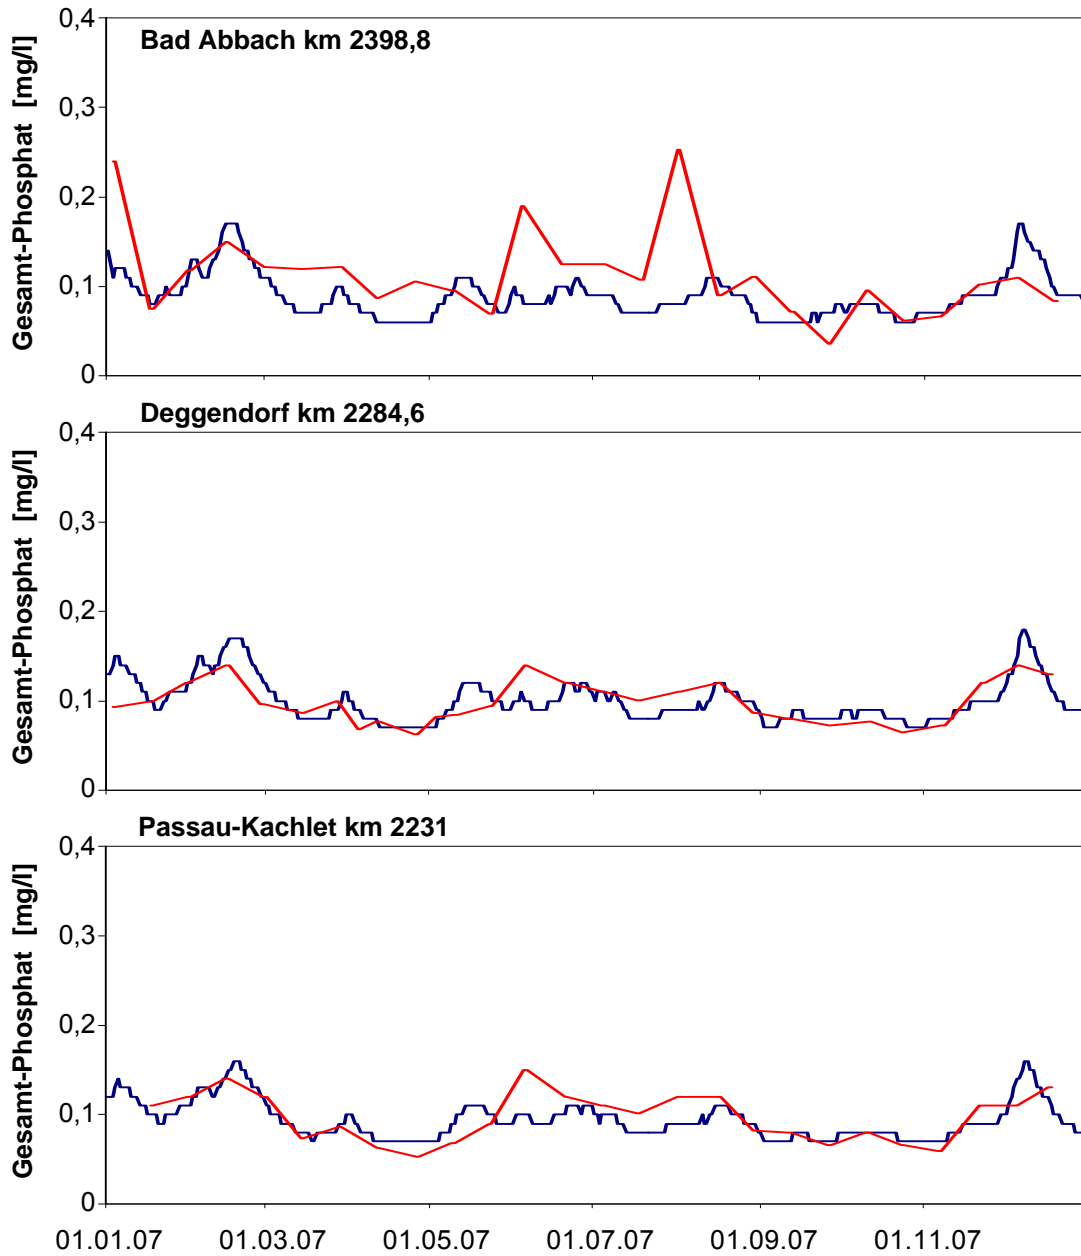 Bad Abbach km 2398,8
Gesamt-Phosphat [mg/l]
0,4
0,3
0,2
0,1
0
Deggendorf km 2284,6
Gesamt-Phosphat [mg/l]
0,4
0,3
0,2
0,1
0
Passau-Kachlet km 2231
Gesamt-Phosphat [mg/l]
0,4
0,3
0,2
0,1
0
01.01.07 01.03.07 01.05.07 01.07.07 01.09.07 01.11.07